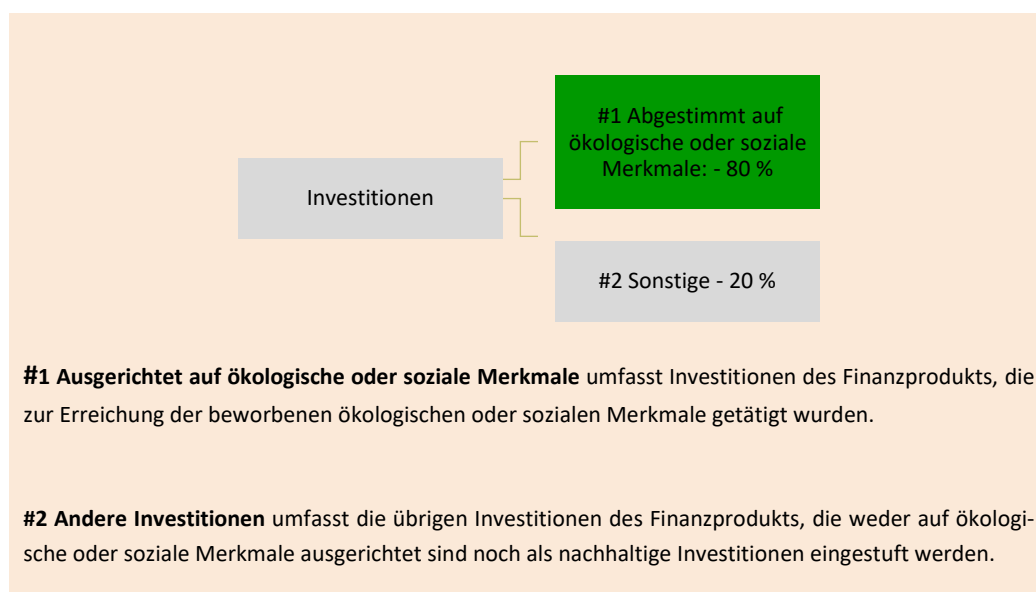 #1 Abgestimmt auf
ökologische oder soziale
Merkmale: - 80 %
Investitionen
#2 Sonstige - 20 %
#1 Ausgerichtet auf ökologische oder soziale Merkmale umfasst Investitionen des Finanzprodukts, die
zur Erreichung der beworbenen ökologischen oder sozialen Merkmale getätigt wurden.
#2 Andere Investitionen umfasst die übrigen Investitionen des Finanzprodukts, die weder auf ökologi-
sche oder soziale Merkmale ausgerichtet sind noch als nachhaltige Investitionen eingestuft werden.